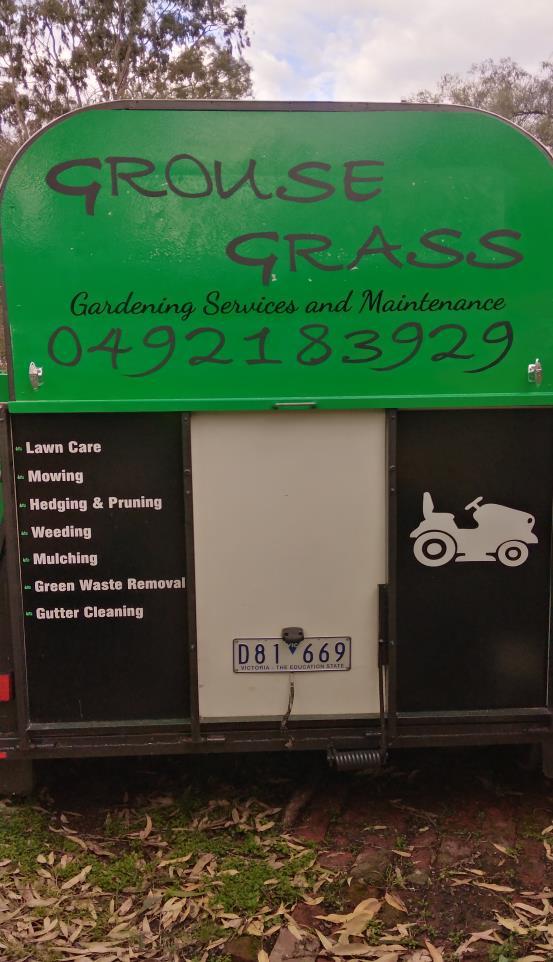 GROUSE
GRASS
Gardening Services and Maintenance
0492183929
Lawn Care
Mowing
Hedging & Pruning
Weeding
Mulching
Green Waste Removal
Gutter Cleaning
D81 669
VICTORIA - THE EDUCATION STATE